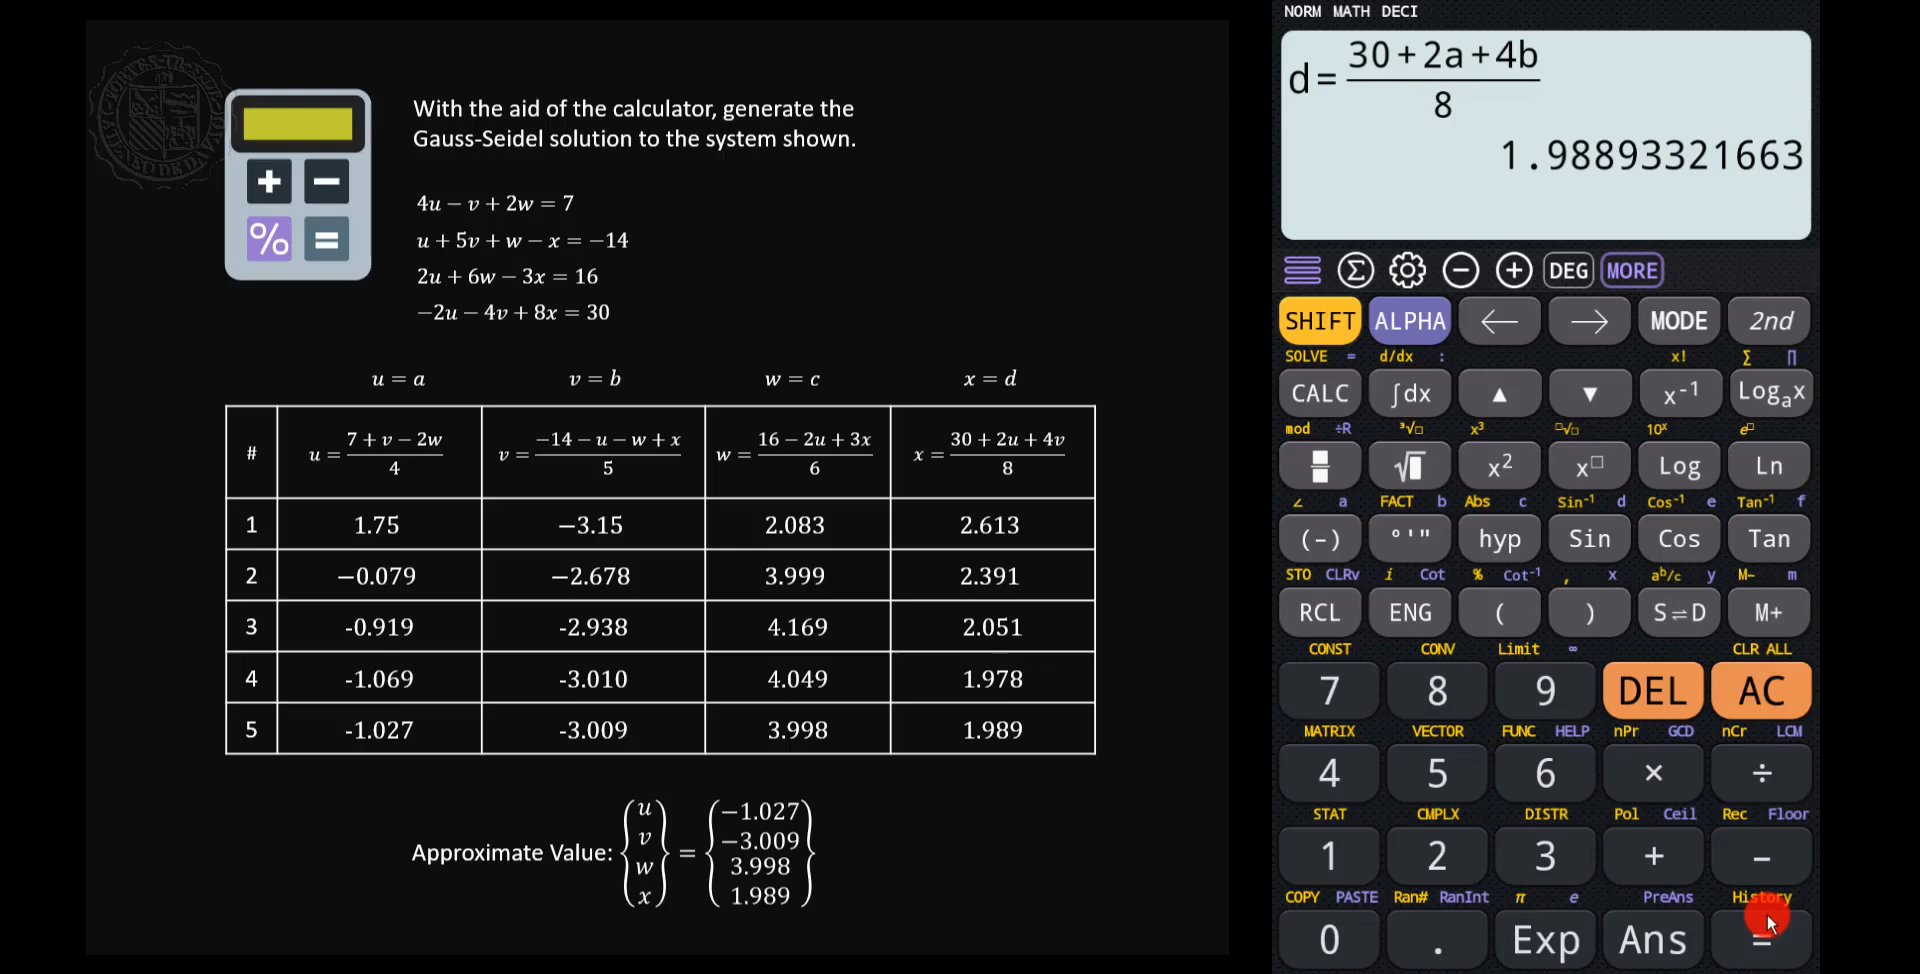 With the aid of the calculator, generate the
Gauss-Seidel solution to the system shown.
4u − v + 2w = 7
u + 5v + w − x = −14
2u + 6w − 3x = 16
−2u − 4v + 8x = 30
u = a v = b w = c x = d
# u = (7 + v − 2w)/4 v = (−14 − u − w + x)/5 w = (16 − 2u + 3x)/6 x = (30 + 2u + 4v)/8
1 1.75 −3.15 2.083 2.613
2 −0.079 −2.678 3.999 2.391
3 -0.919 -2.938 4.169 2.051
4 -1.069 -3.010 4.049 1.978
5 -1.027 -3.009 3.998 1.989
Approximate Value: {u v w x} = {−1.027 −3.009 3.998 1.989}
+ −
% =
NORM MATH DECI
d = (30+2a+4b)/8
1.98893321663
Σ − + DEG MORE
SHIFT ALPHA ← → MODE 2nd
SOLVE = d/dx : x! Σ ∏
CALC ∫dx ▲ ▼ x⁻¹ Logₐx
mod ÷R ³√□ x³ □√□ 10ˣ e□
√□ x² x□ Log Ln
∠ a FACT b Abs c Sin⁻¹ d Cos⁻¹ e Tan⁻¹ f
(−) °'" hyp Sin Cos Tan
STO CLRv i Cot % Cot⁻¹ , x aᵇ/c y M− m
RCL ENG ( ) S⇌D M+
CONST CONV Limit ∞ CLR ALL
7 8 9 DEL AC
MATRIX VECTOR FUNC HELP nPr GCD nCr LCM
4 5 6 × ÷
STAT CMPLX DISTR Pol Ceil Rec Floor
1 2 3 + −
COPY PASTE Ran# RanInt π e PreAns History
0 . Exp Ans =